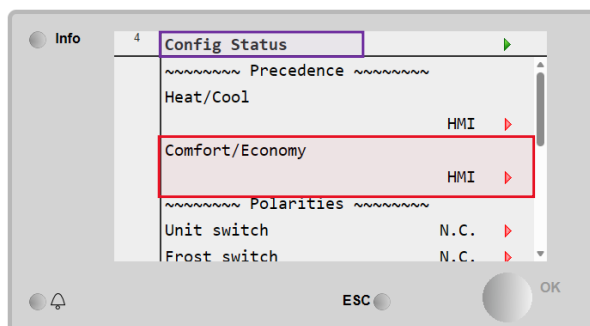 Info
4
Config Status
~~~~~~~~ Precedence ~~~~~~~~
Heat/Cool
HMI
Comfort/Economy
HMI
~~~~~~~~ Polarities ~~~~~~~~
Unit switch N.C.
Frost switch N.C.
ESC
OK